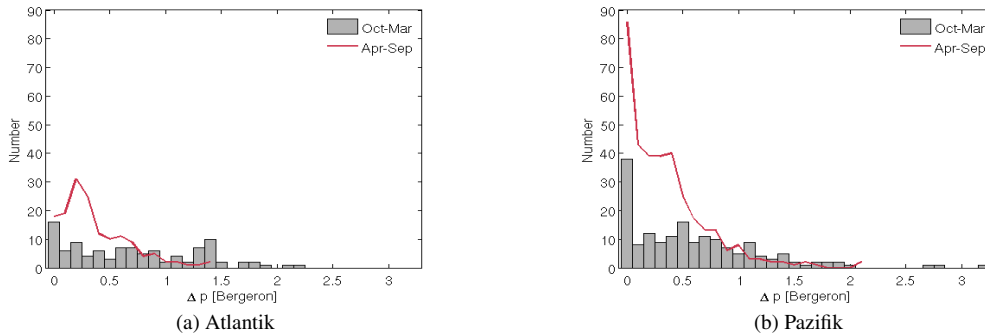 90
80
70
60
50
40
30
20
10
0
Number
Oct-Mar
Apr-Sep
0 0.5 1 1.5 2 2.5 3
Δ p [Bergeron]
(a) Atlantik
90
80
70
60
50
40
30
20
10
0
Number
Oct-Mar
Apr-Sep
0 0.5 1 1.5 2 2.5 3
Δ p [Bergeron]
(b) Pazifik